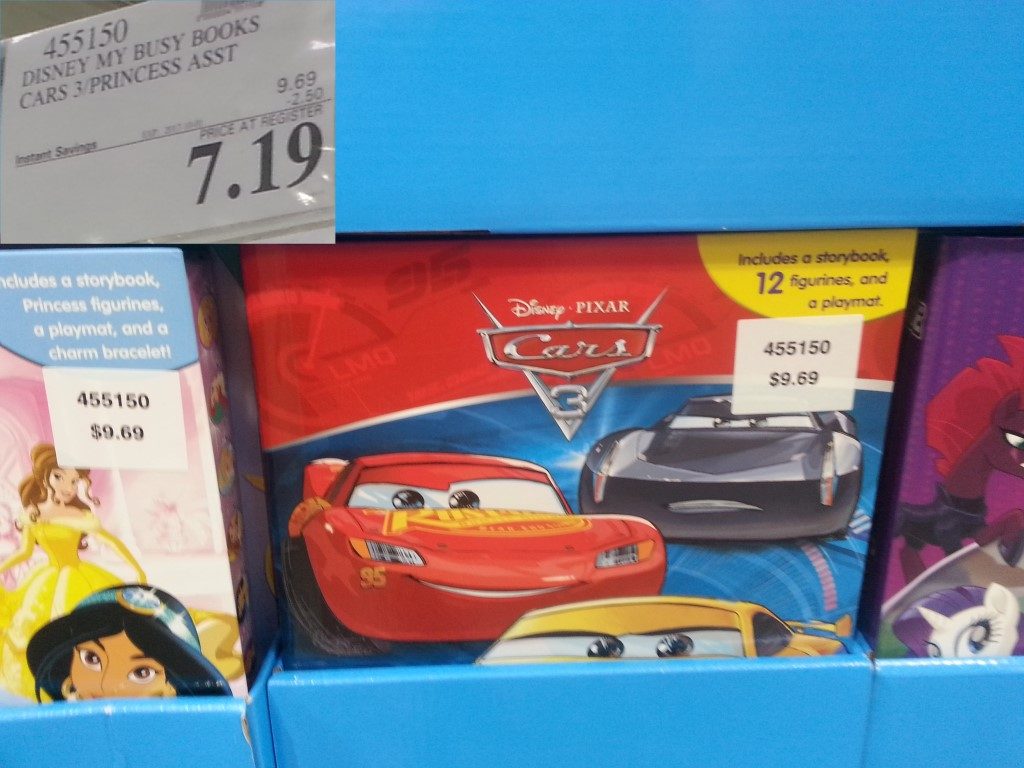 455150
DISNEY MY BUSY BOOKS
CARS 3/PRINCESS ASST
9.69
-2.50
PRICE AT REGISTER
Instant Savings
7.19
ncludes a storybook,
Princess figurines,
a playmat, and a
charm bracelet!
455150
$9.69
95
LMQ
Disney · PIXAR
Cars
3
LMQ
Includes a storybook,
12 figurines, and
a playmat.
455150
$9.69
95